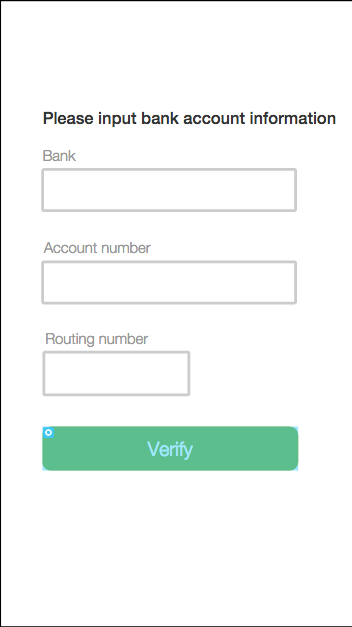 Please input bank account information
Bank
Account number
Routing number
Verify